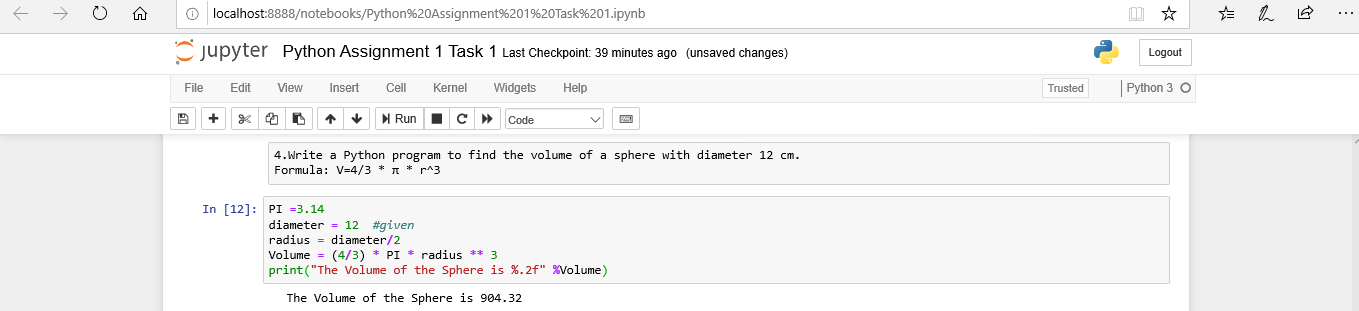 localhost:8888/notebooks/Python%20Assignment%201%20Task%201.ipynb
jupyter Python Assignment 1 Task 1 Last Checkpoint: 39 minutes ago (unsaved changes)
Logout
File Edit View Insert Cell Kernel Widgets Help
Trusted
Python 3
Run
Code
4.Write a Python program to find the volume of a sphere with diameter 12 cm.
Formula: V=4/3 * π * r^3
In [12]:
PI =3.14
diameter = 12 #given
radius = diameter/2
Volume = (4/3) * PI * radius ** 3
print("The Volume of the Sphere is %.2f" %Volume)
The Volume of the Sphere is 904.32